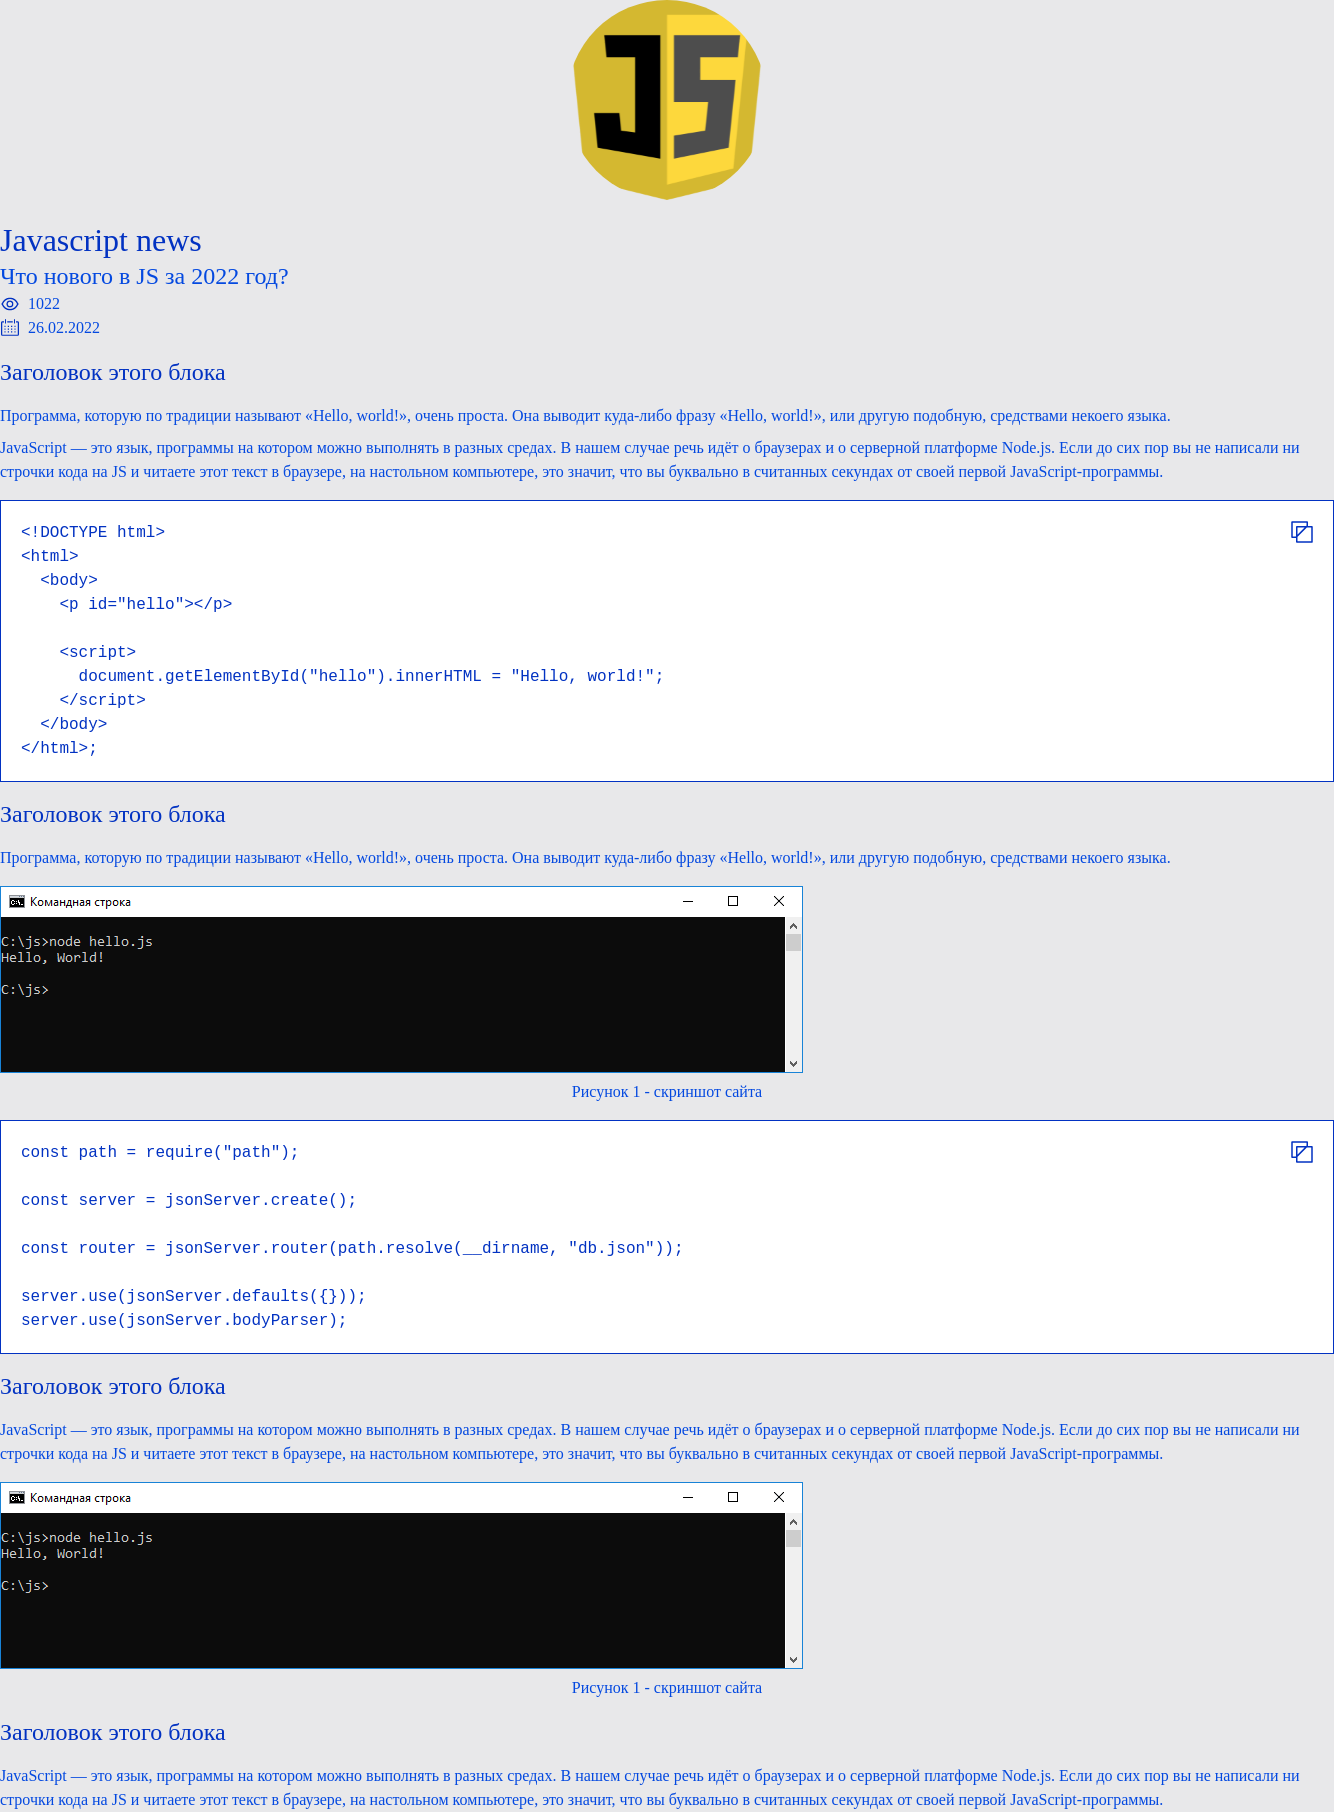 JS
Javascript news
Что нового в JS за 2022 год?
1022
26.02.2022
Заголовок этого блока
Программа, которую по традиции называют «Hello, world!», очень проста. Она выводит куда-либо фразу «Hello, world!», или другую подобную, средствами некоего языка.
JavaScript — это язык, программы на котором можно выполнять в разных средах. В нашем случае речь идёт о браузерах и о серверной платформе Node.js. Если до сих пор вы не написали ни
строчки кода на JS и читаете этот текст в браузере, на настольном компьютере, это значит, что вы буквально в считанных секундах от своей первой JavaScript-программы.
<!DOCTYPE html>
<html>
  <body>
    <p id="hello"></p>
    <script>
      document.getElementById("hello").innerHTML = "Hello, world!";
    </script>
  </body>
</html>;
Заголовок этого блока
Программа, которую по традиции называют «Hello, world!», очень проста. Она выводит куда-либо фразу «Hello, world!», или другую подобную, средствами некоего языка.
Командная строка
C:\js>node hello.js
Hello, World!
C:\js>
Рисунок 1 - скриншот сайта
const path = require("path");
const server = jsonServer.create();
const router = jsonServer.router(path.resolve(__dirname, "db.json"));
server.use(jsonServer.defaults({}));
server.use(jsonServer.bodyParser);
Заголовок этого блока
JavaScript — это язык, программы на котором можно выполнять в разных средах. В нашем случае речь идёт о браузерах и о серверной платформе Node.js. Если до сих пор вы не написали ни
строчки кода на JS и читаете этот текст в браузере, на настольном компьютере, это значит, что вы буквально в считанных секундах от своей первой JavaScript-программы.
Командная строка
C:\js>node hello.js
Hello, World!
C:\js>
Рисунок 1 - скриншот сайта
Заголовок этого блока
JavaScript — это язык, программы на котором можно выполнять в разных средах. В нашем случае речь идёт о браузерах и о серверной платформе Node.js. Если до сих пор вы не написали ни
строчки кода на JS и читаете этот текст в браузере, на настольном компьютере, это значит, что вы буквально в считанных секундах от своей первой JavaScript-программы.